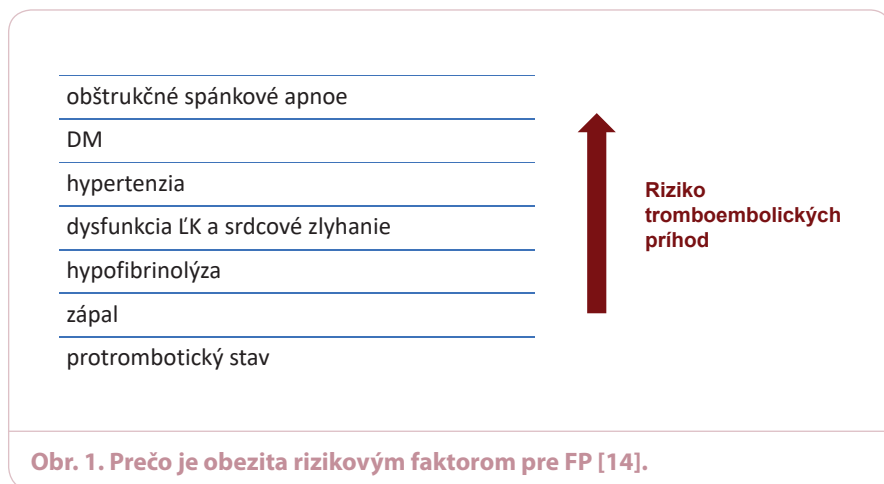 obštrukčné spánkové apnoe
DM
hypertenzia
dysfunkcia ĽK a srdcové zlyhanie
hypofibrinolýza
zápal
protrombotický stav
Riziko
tromboembolických
príhod
Obr. 1. Prečo je obezita rizikovým faktorom pre FP [14].